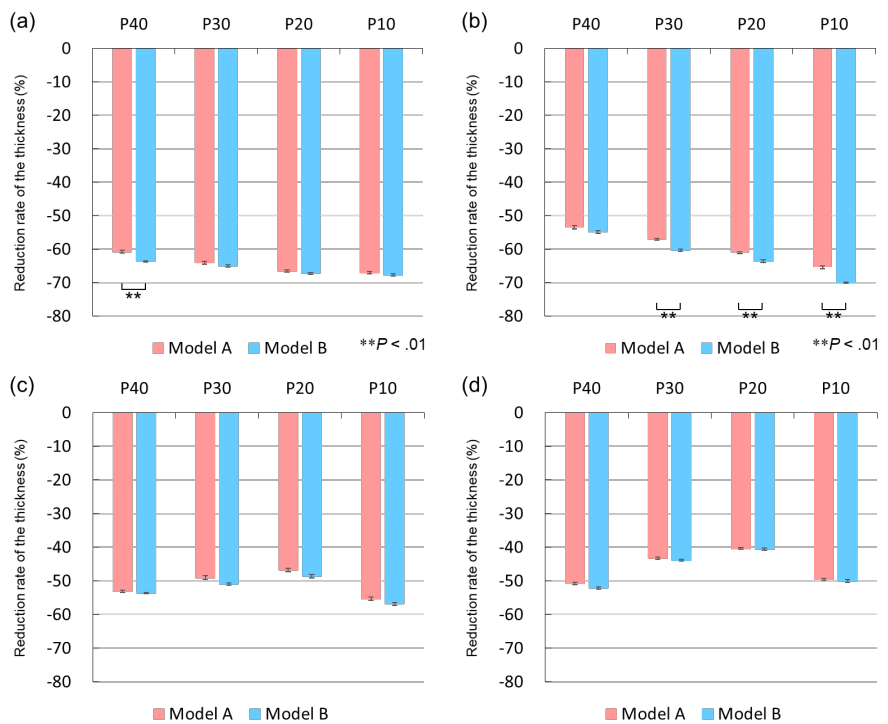 (a)
P40 P30 P20 P10
0
-10
-20
-30
-40
-50
-60
-70
-80
Reduction rate of the thickness (%)
**
Model A Model B
**P < .01
(b)
P40 P30 P20 P10
0
-10
-20
-30
-40
-50
-60
-70
-80
Reduction rate of the thickness (%)
** ** **
Model A Model B
**P < .01
(c)
P40 P30 P20 P10
0
-10
-20
-30
-40
-50
-60
-70
-80
Reduction rate of the thickness (%)
Model A Model B
(d)
P40 P30 P20 P10
0
-10
-20
-30
-40
-50
-60
-70
-80
Reduction rate of the thickness (%)
Model A Model B